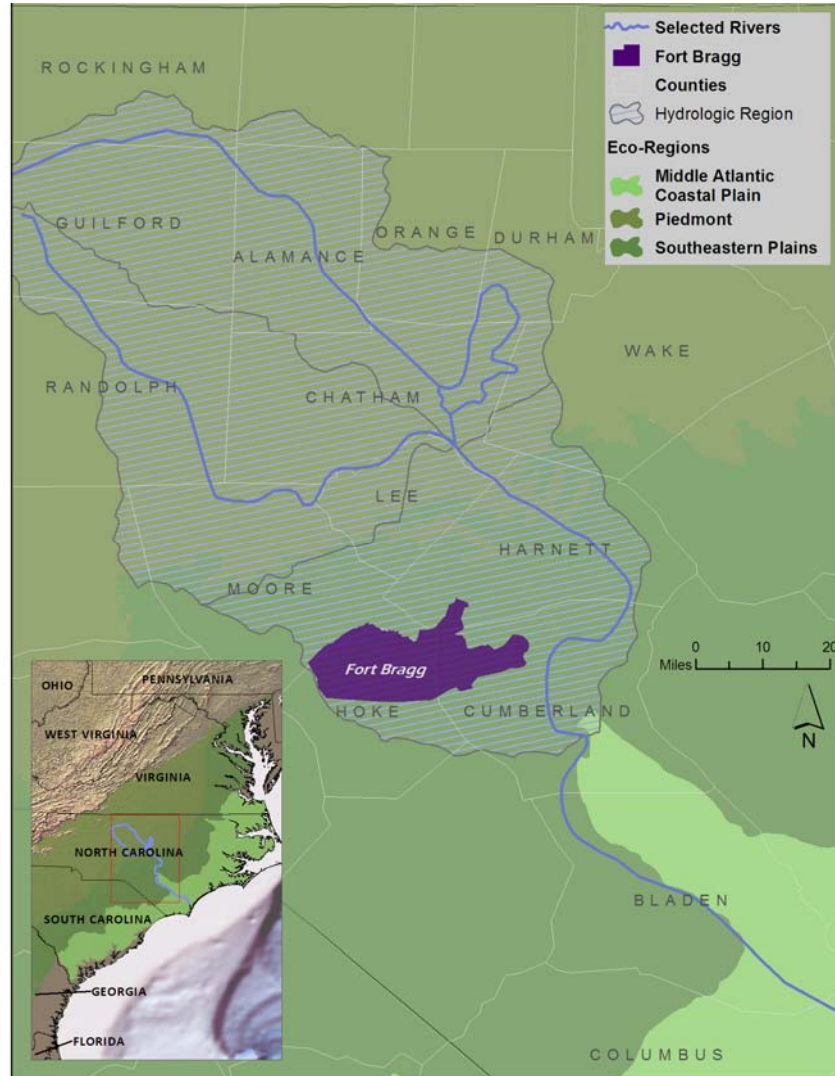 Selected Rivers
Fort Bragg
Counties
Hydrologic Region
Eco-Regions
Middle Atlantic
Coastal Plain
Piedmont
Southeastern Plains
ROCKINGHAM
GUILFORD
ORANGE
DURHAM
ALAMANCE
WAKE
RANDOLPH
CHATHAM
LEE
HARNETT
MOORE
0 10 20
Miles
Fort Bragg
HOKE
CUMBERLAND
N
BLADEN
COLUMBUS
OHIO
PENNSYLVANIA
WEST VIRGINIA
VIRGINIA
NORTH CAROLINA
SOUTH CAROLINA
GEORGIA
FLORIDA